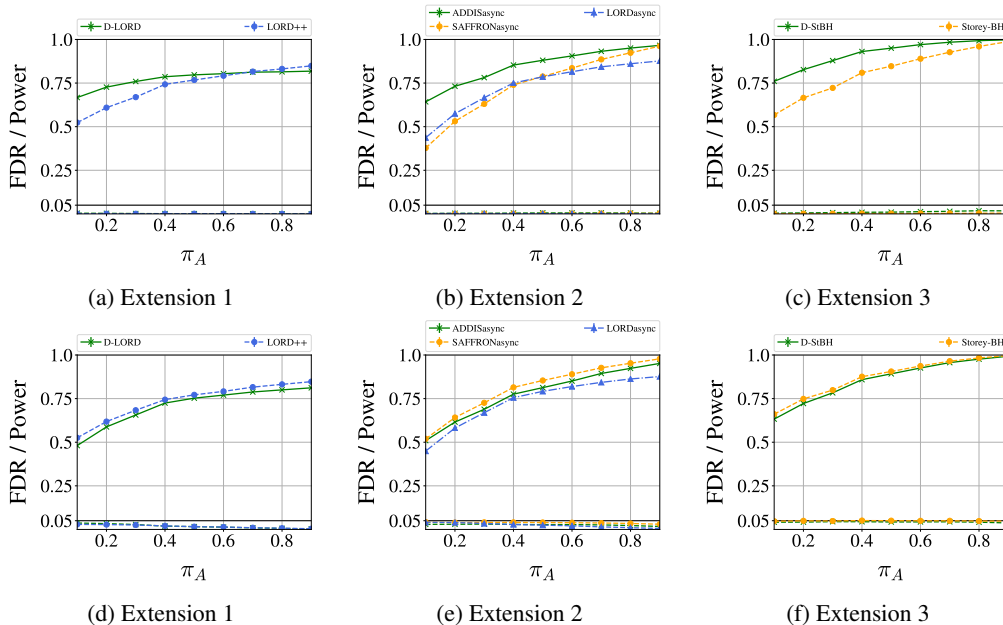 D-LORD LORD++
1.0
0.75
0.5
0.25
0.05
FDR / Power
0.2 0.4 0.6 0.8
π_A
(a) Extension 1
ADDISasync LORDasync
SAFFRONasync
1.0
0.75
0.5
0.25
0.05
FDR / Power
0.2 0.4 0.6 0.8
π_A
(b) Extension 2
D-StBH Storey-BH
1.0
0.75
0.5
0.25
0.05
FDR / Power
0.2 0.4 0.6 0.8
π_A
(c) Extension 3
D-LORD LORD++
1.0
0.75
0.5
0.25
0.05
FDR / Power
0.2 0.4 0.6 0.8
π_A
(d) Extension 1
ADDISasync LORDasync
SAFFRONasync
1.0
0.75
0.5
0.25
0.05
FDR / Power
0.2 0.4 0.6 0.8
π_A
(e) Extension 2
D-StBH Storey-BH
1.0
0.75
0.5
0.25
0.05
FDR / Power
0.2 0.4 0.6 0.8
π_A
(f) Extension 3